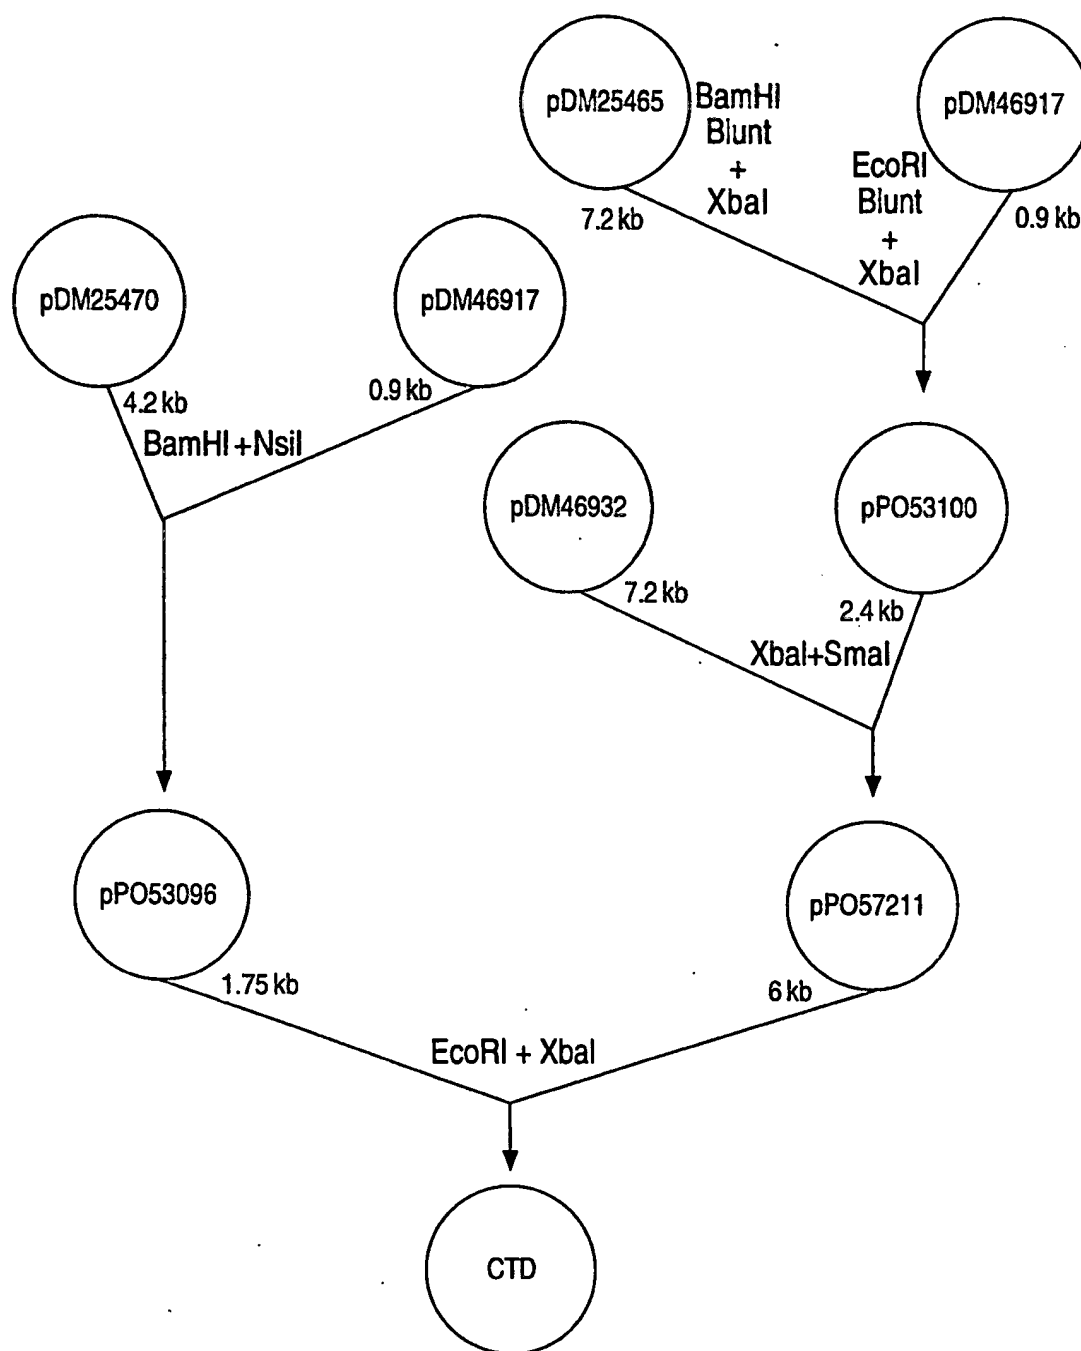 pDM25465
BamHI
Blunt
+
XbaI
7.2 kb
pDM46917
EcoRI
Blunt
+
XbaI
0.9 kb
pDM25470
4.2 kb
pDM46917
0.9 kb
BamHI + NsiI
pDM46932
7.2 kb
pPO53100
2.4 kb
XbaI+SmaI
pPO53096
1.75 kb
pPO57211
6 kb
EcoRI + XbaI
CTD